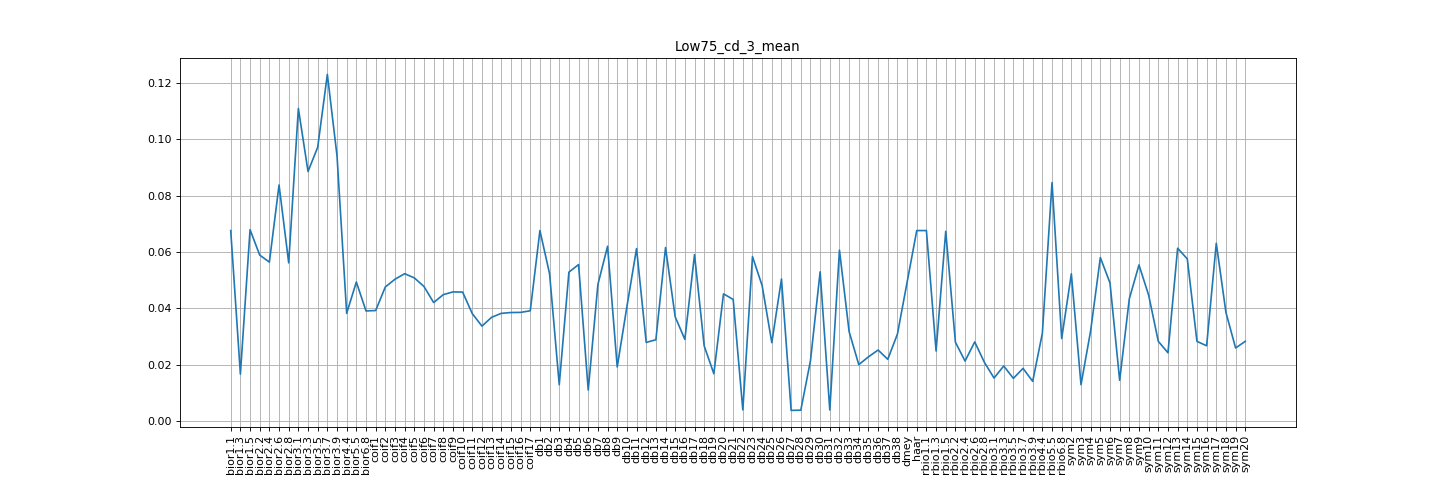 Low75_cd_3_mean
0.12
0.10
0.08
0.06
0.04
0.02
0.00
bior1.1
bior1.3
bior1.5
bior2.2
bior2.4
bior2.6
bior2.8
bior3.1
bior3.3
bior3.5
bior3.7
bior3.9
bior4.4
bior5.5
bior6.8
coif1
coif2
coif3
coif4
coif5
coif6
coif7
coif8
coif9
coif10
coif11
coif12
coif13
coif14
coif15
coif16
coif17
db1
db2
db3
db4
db5
db6
db7
db8
db9
db10
db11
db12
db13
db14
db15
db16
db17
db18
db19
db20
db21
db22
db23
db24
db25
db26
db27
db28
db29
db30
db31
db32
db33
db34
db35
db36
db37
db38
dmey
haar
rbio1.1
rbio1.3
rbio1.5
rbio2.2
rbio2.4
rbio2.6
rbio2.8
rbio3.1
rbio3.3
rbio3.5
rbio3.7
rbio3.9
rbio4.4
rbio5.5
rbio6.8
sym2
sym3
sym4
sym5
sym6
sym7
sym8
sym9
sym10
sym11
sym12
sym13
sym14
sym15
sym16
sym17
sym18
sym19
sym20